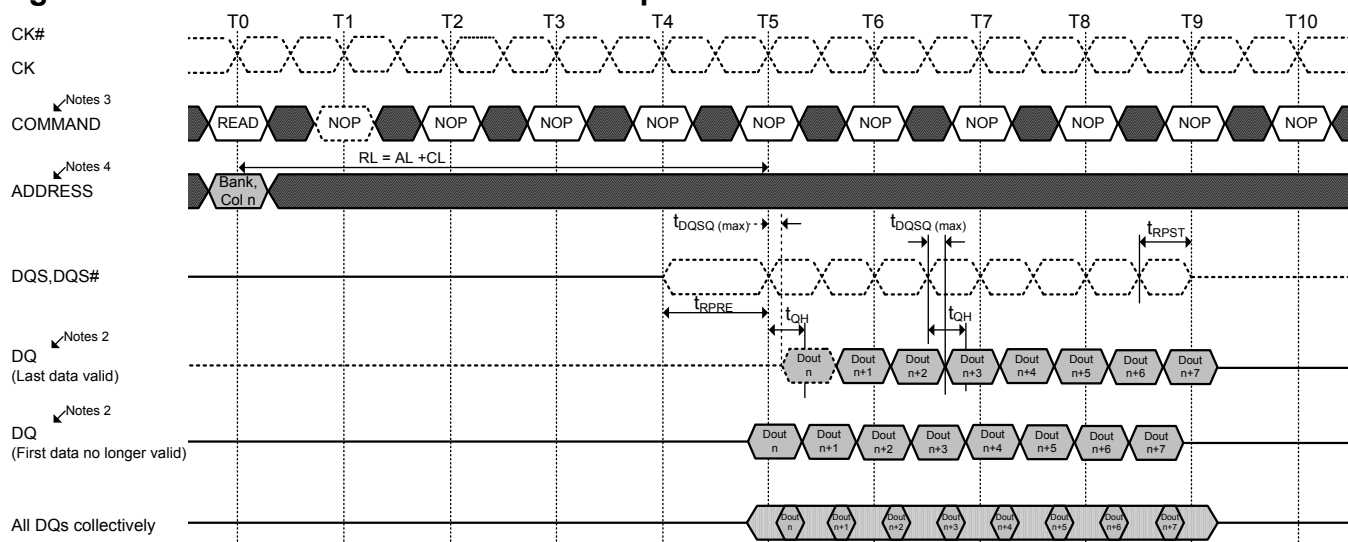 T0 T1 T2 T3 T4 T5 T6 T7 T8 T9 T10
CK#
CK
Notes 3
COMMAND
READ NOP NOP NOP NOP NOP NOP NOP NOP NOP NOP
RL = AL +CL
Notes 4
ADDRESS
Bank,
Col n
tDQSQ (max) tDQSQ (max) tRPST
DQS,DQS#
tRPRE tQH tQH
Notes 2
DQ
(Last data valid)
Dout n Dout n+1 Dout n+2 Dout n+3 Dout n+4 Dout n+5 Dout n+6 Dout n+7
Notes 2
DQ
(First data no longer valid)
Dout n Dout n+1 Dout n+2 Dout n+3 Dout n+4 Dout n+5 Dout n+6 Dout n+7
All DQs collectively
Dout n Dout n+1 Dout n+2 Dout n+3 Dout n+4 Dout n+5 Dout n+6 Dout n+7